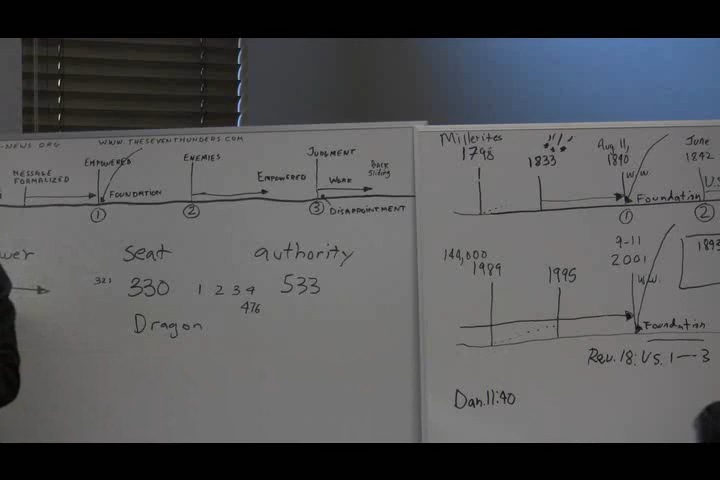 -NEWS.ORG WWW.THESEVENTHUNDERS.COM
MESSAGE FORMALIZED
EMPOWERED
FOUNDATION
1
ENEMIES
2
EMPOWERED
JUDGMENT
WORK
BACK SLIDING
3
DISAPPOINTMENT
wer seat authority
321 330 1 2 3 4 533
476
Dragon
Millerites
1798
1833
Aug 11,
1840
W.W.
Foundation
1
June
1842
U.S
2
144,000
1989
1995
9-11
2001
W.W.
Foundation
1893
Rev. 18: VS. 1-3
Dan. 11:40